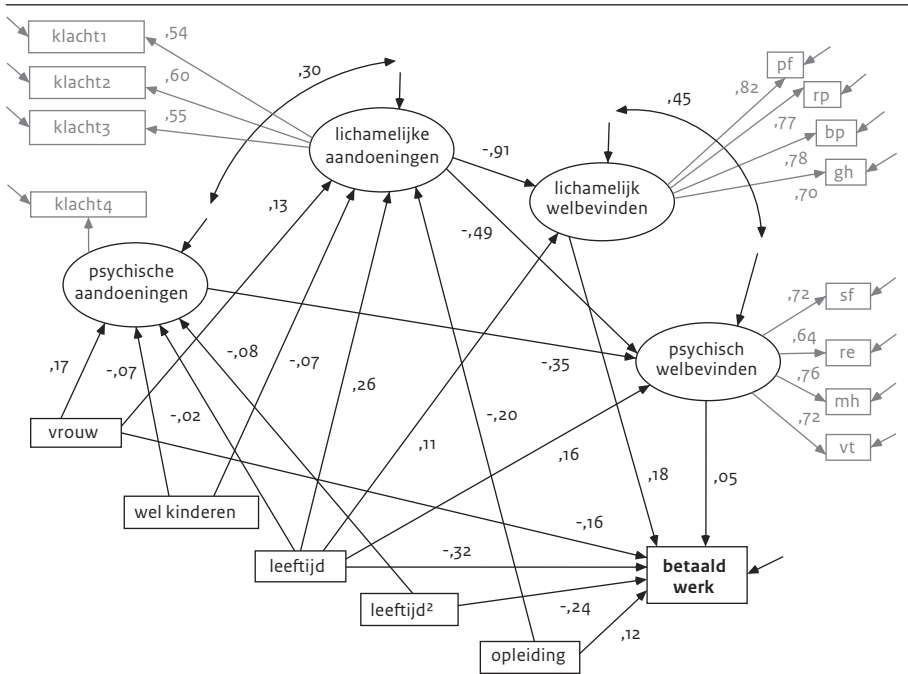 klacht1
,54
klacht2
,60
klacht3
,55
klacht4
,30
lichamelijke
aandoeningen
-,91
,45
pf
,82
rp
,77
bp
,78
gh
,70
lichamelijk
welbevinden
,13
-,49
psychische
aandoeningen
,72
sf
,64
re
,76
mh
,72
vt
psychisch
welbevinden
,17
-,07
-,08
-,07
-,35
-,02
,26
-,20
,11
,16
,18
,05
vrouw
wel kinderen
-,16
leeftijd
-,32
betaald
werk
leeftijd²
-,24
opleiding
,12